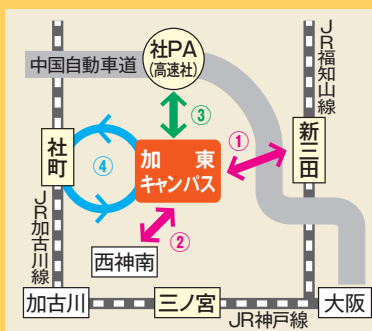 社PA
(高速社)
中国自動車道
JR福知山線
③
①
新三田
社町
④
加東
キャンパス
②
西神南
JR加古川線
加古川
三ノ宮
大阪
JR神戸線